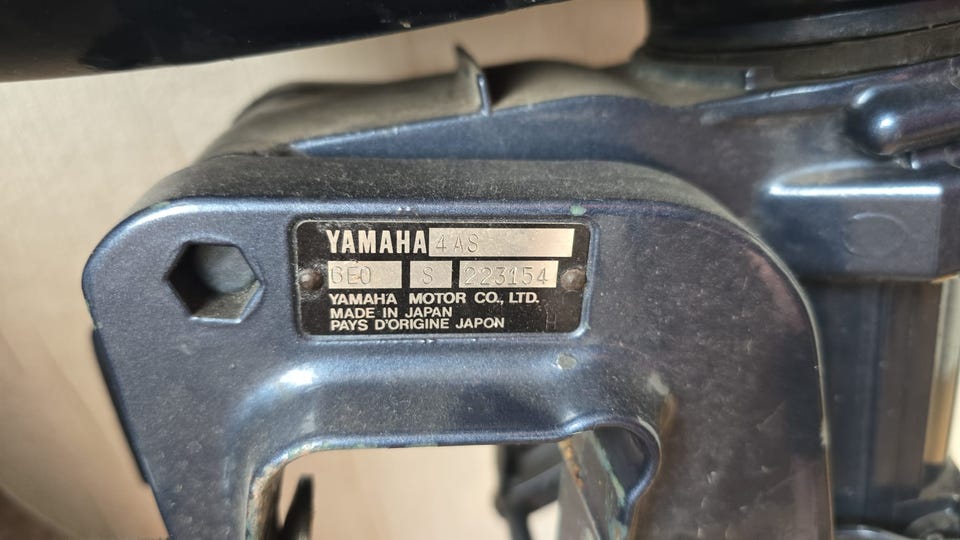 YAMAHA 4AS
6E0 S 223154
YAMAHA MOTOR CO., LTD.
MADE IN JAPAN
PAYS D'ORIGINE JAPON